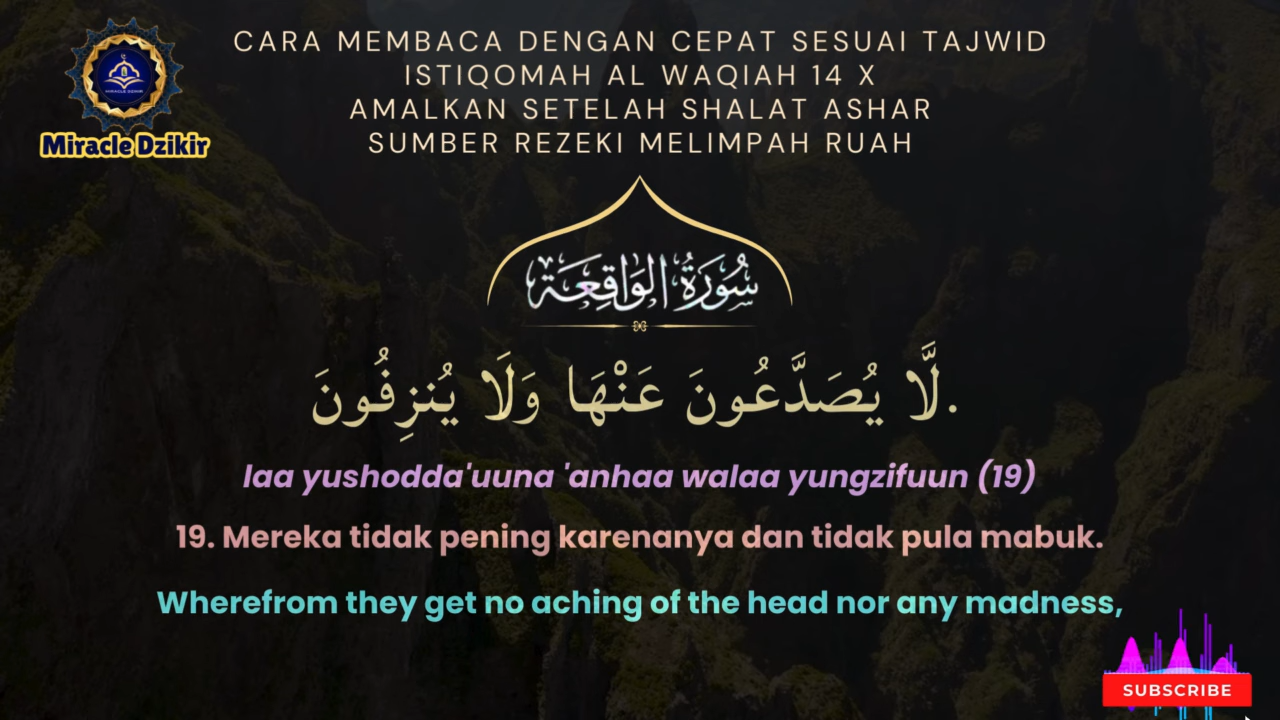 CARA MEMBACA DENGAN CEPAT SESUAI TAJWID
ISTIQOMAH AL WAQIAH 14 X
AMALKAN SETELAH SHALAT ASHAR
SUMBER REZEKI MELIMPAH RUAH
MIRACLE DZIKIR
Miracle Dzikir
سُورَةُ الوَاقِعَة
لَّا يُصَدَّعُونَ عَنْهَا وَلَا يُنزِفُونَ.
laa yushodda'uuna 'anhaa walaa yungzifuun (19)
19. Mereka tidak pening karenanya dan tidak pula mabuk.
Wherefrom they get no aching of the head nor any madness,
SUBSCRIBE